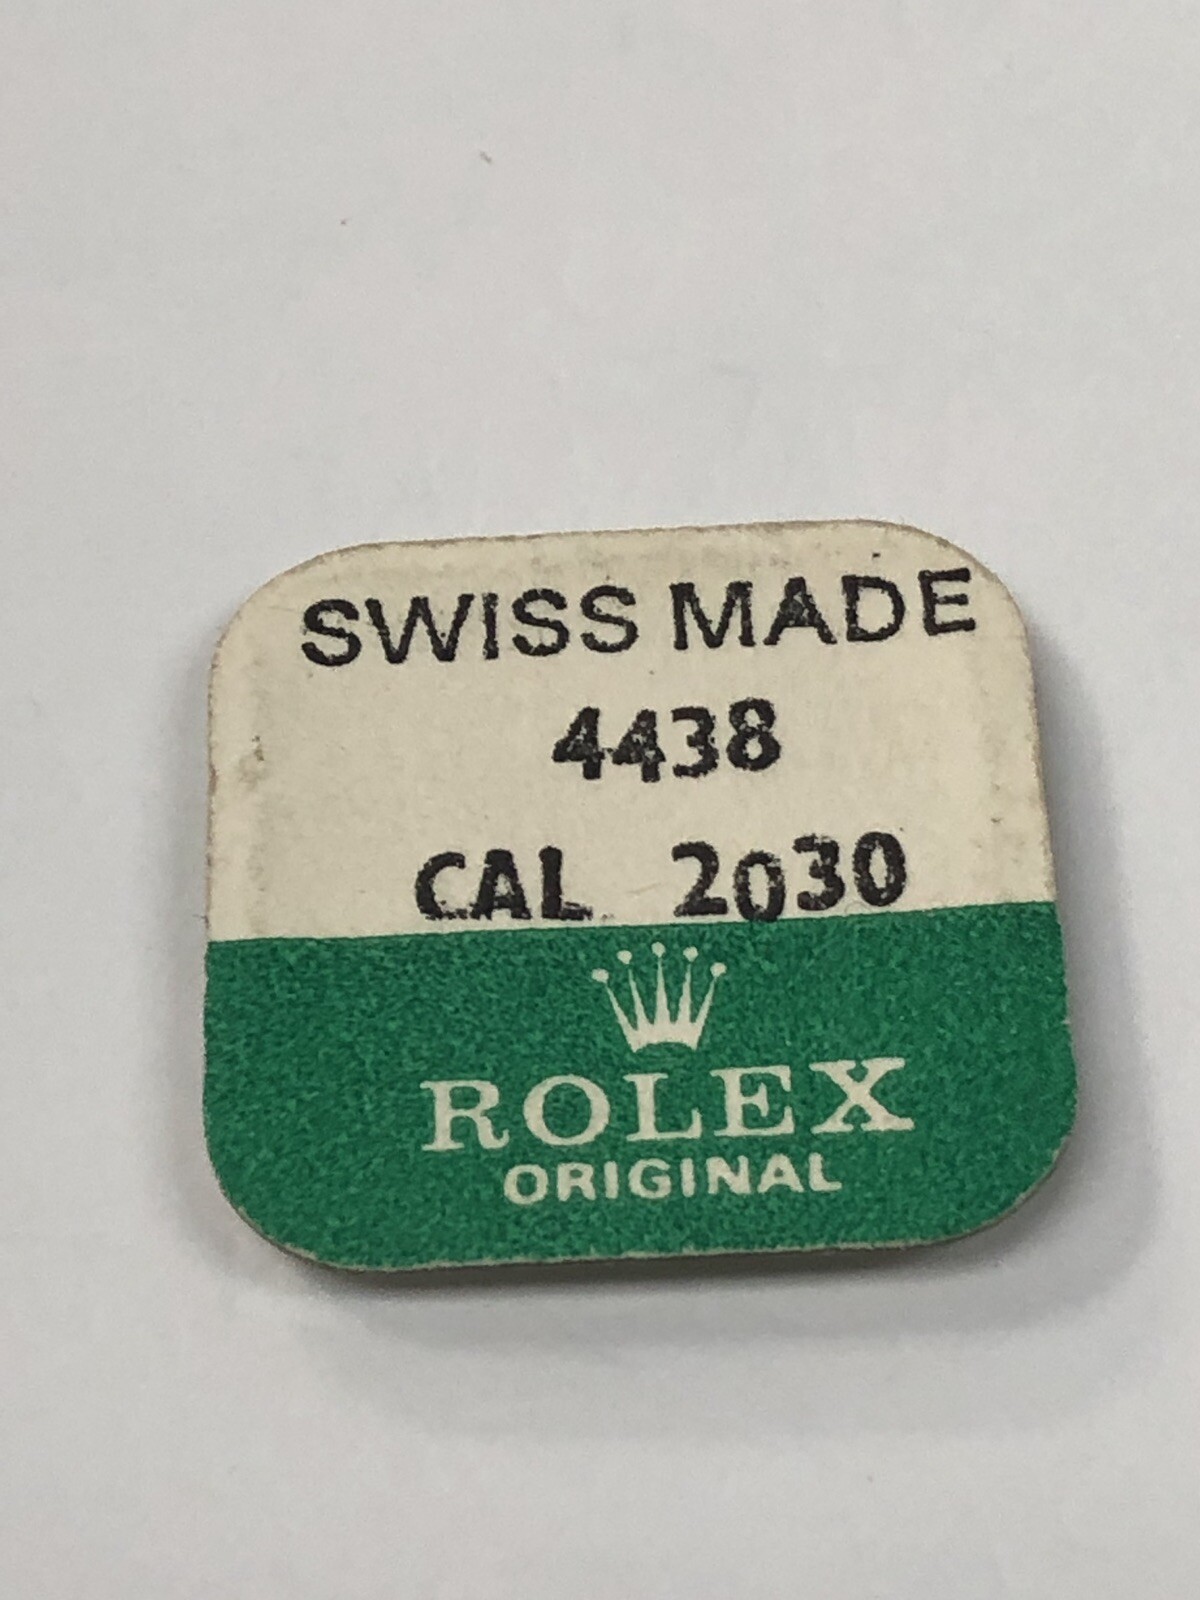 SWISS MADE
4438
CAL 2030
ROLEX
ORIGINAL